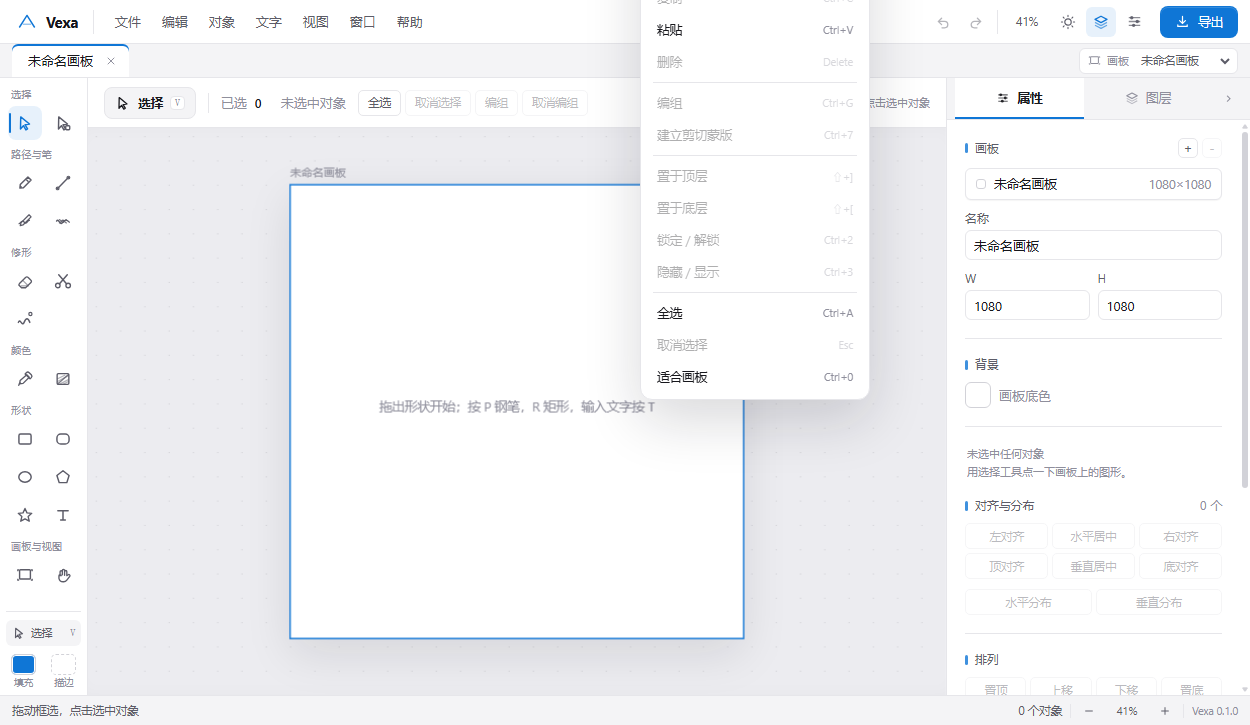 Vexa
文件 编辑 对象 文字 视图 窗口 帮助
41%
导出
未命名画板 ×
画板 未命名画板
选择
选择 V
已选 0 未选中对象 全选 取消选择 编组 取消编组
点击选中对象
粘贴 Ctrl+V
删除 Delete
编组 Ctrl+G
建立剪切蒙版 Ctrl+7
置于顶层 ⇧+]
置于底层 ⇧+[
锁定 / 解锁 Ctrl+2
隐藏 / 显示 Ctrl+3
全选 Ctrl+A
取消选择 Esc
适合画板 Ctrl+0
路径与笔
修形
颜色
形状
画板与视图
选择 V
填充 描边
未命名画板
拖出形状开始；按 P 钢笔，R 矩形，输入文字按 T
属性 图层
画板 + -
未命名画板 1080×1080
名称
未命名画板
W H
1080 1080
背景
画板底色
未选中任何对象
用选择工具点一下画板上的图形。
对齐与分布 0 个
左对齐 水平居中 右对齐
顶对齐 垂直居中 底对齐
水平分布 垂直分布
排列
置顶 上移 下移 置底
拖动框选，点击选中对象
0 个对象 − 41% + Vexa 0.1.0